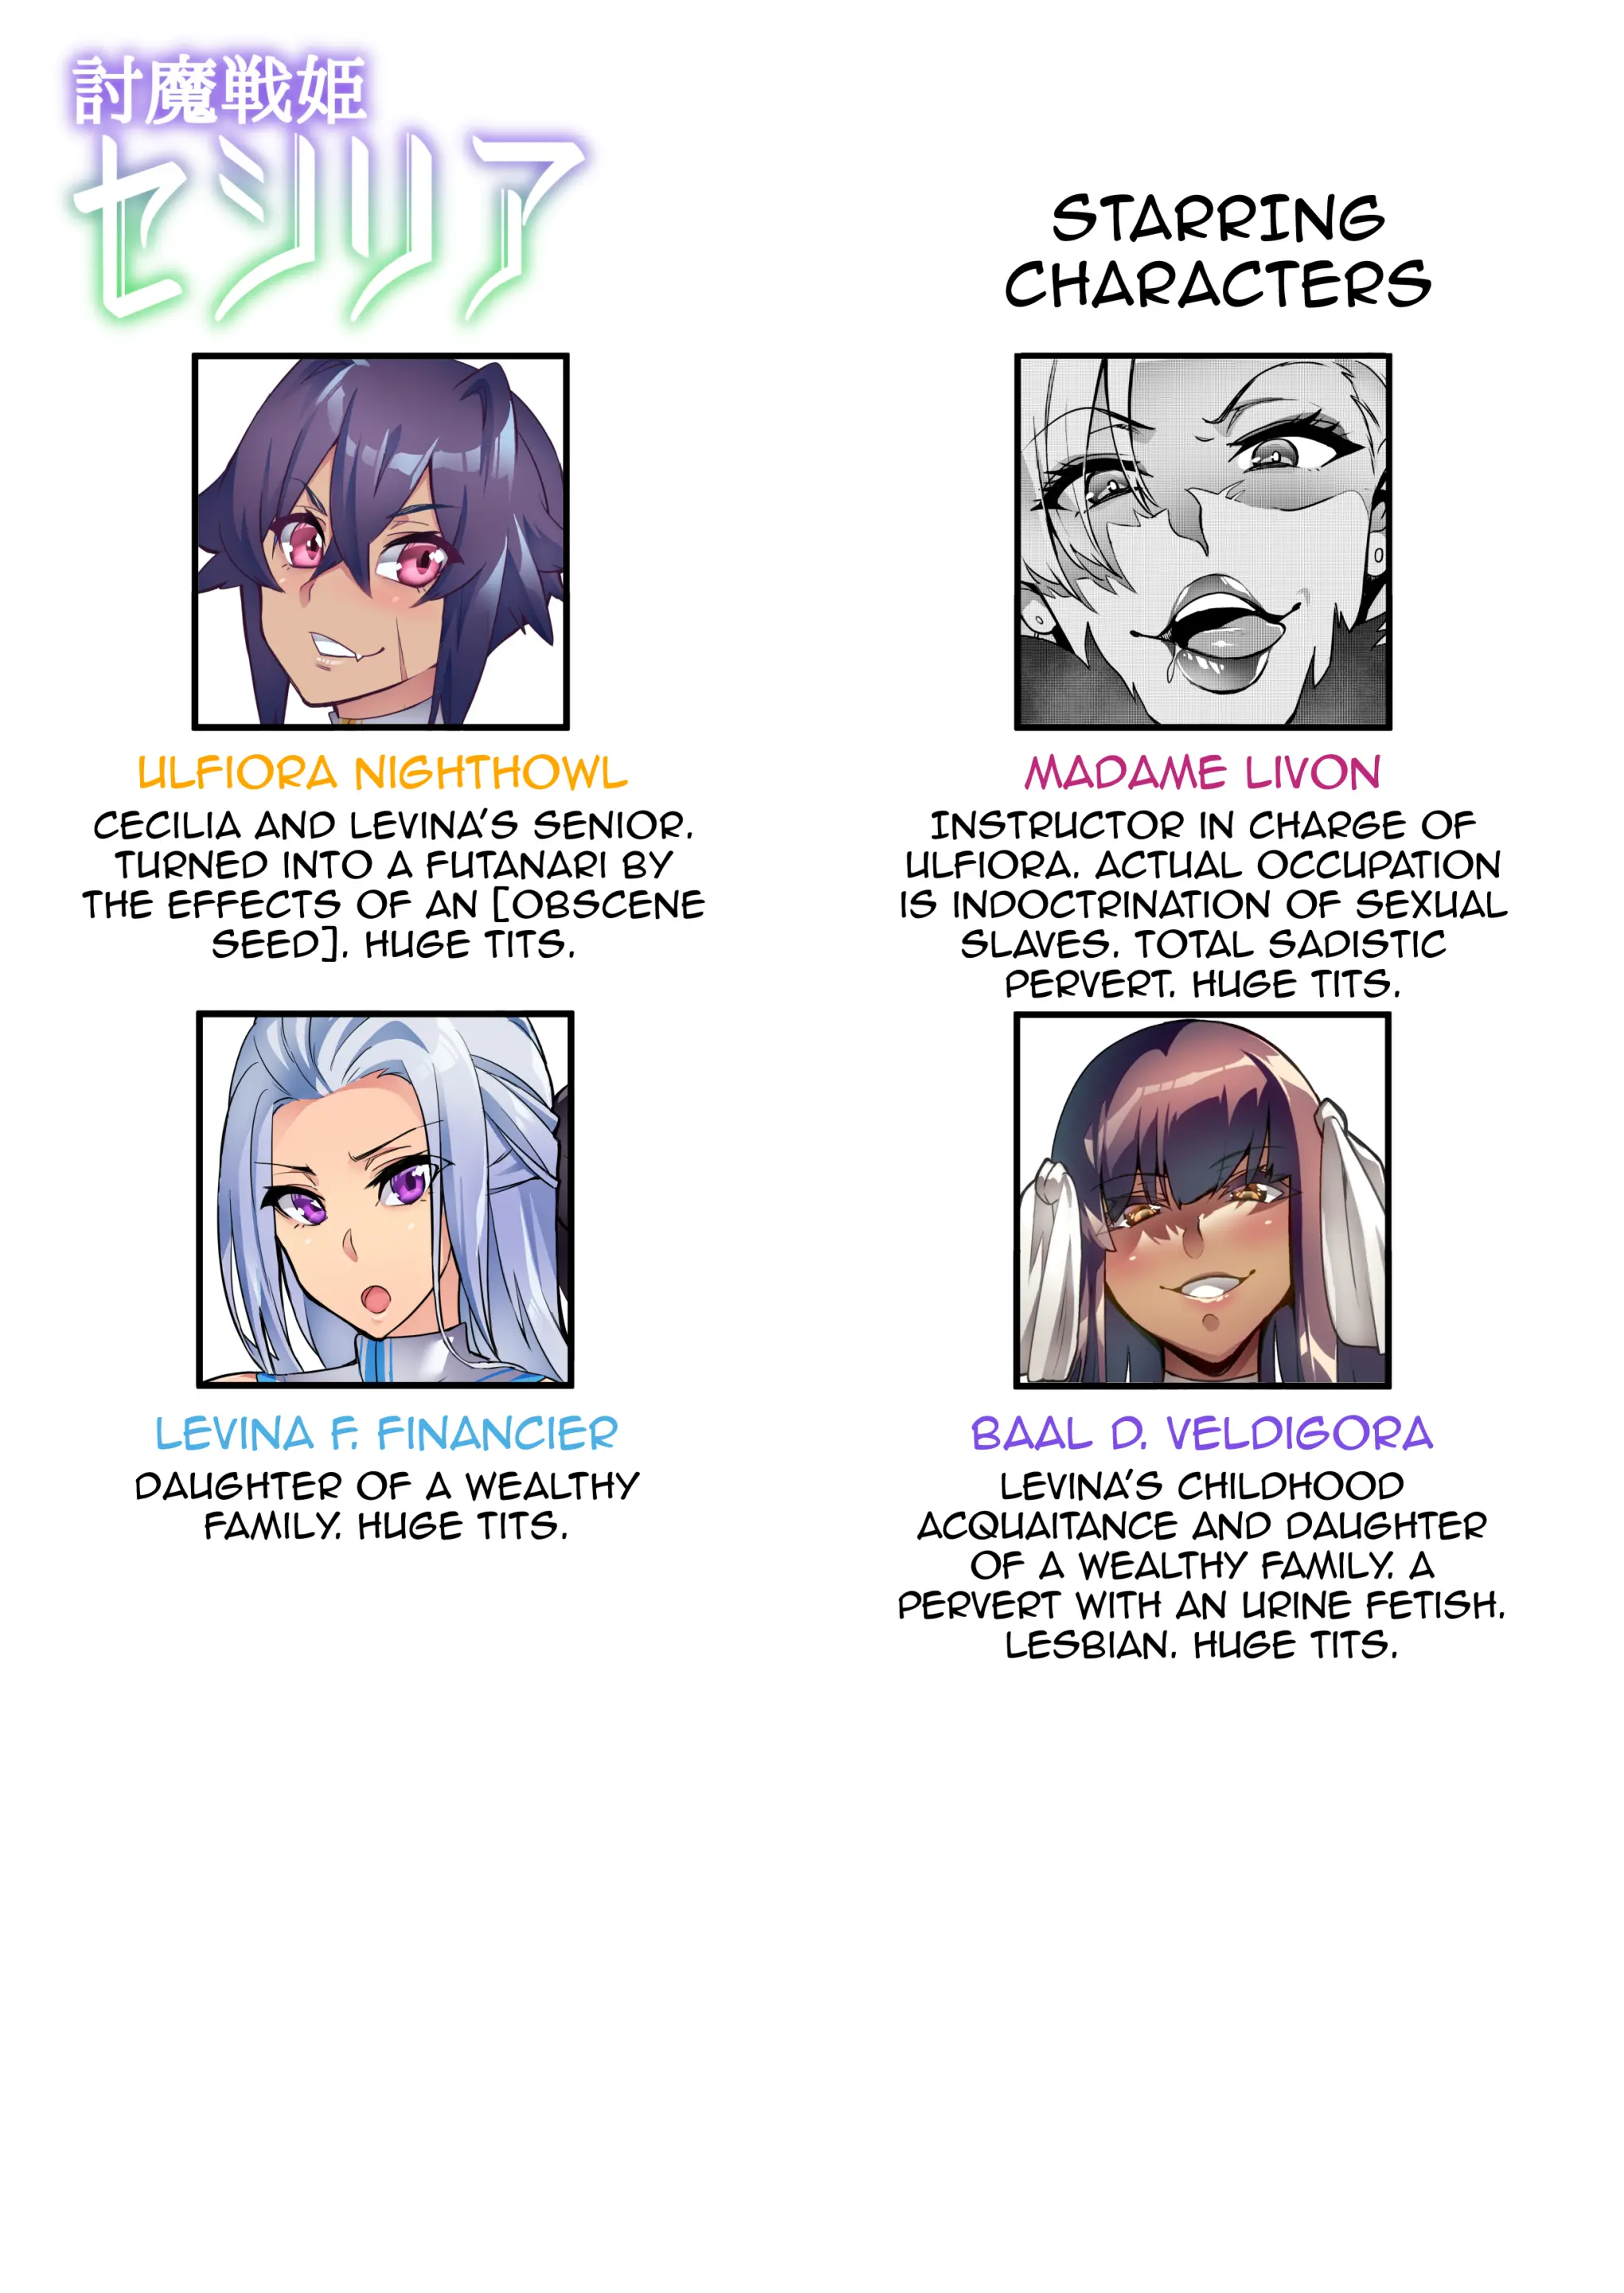 討魔戦姫
セシリア
STARRING
CHARACTERS
ULFIORA NIGHTHOWL
CECILIA AND LEVINA'S SENIOR.
TURNED INTO A FUTANARI BY
THE EFFECTS OF AN [OBSCENE
SEED]. HUGE TITS.
MADAME LIVON
INSTRUCTOR IN CHARGE OF
ULFIORA. ACTUAL OCCUPATION
IS INDOCTRINATION OF SEXUAL
SLAVES. TOTAL SADISTIC
PERVERT. HUGE TITS.
LEVINA F. FINANCIER
DAUGHTER OF A WEALTHY
FAMILY. HUGE TITS.
BAAL D. VELDIGORA
LEVINA'S CHILDHOOD
ACQUAITANCE AND DAUGHTER
OF A WEALTHY FAMILY. A
PERVERT WITH AN URINE FETISH.
LESBIAN. HUGE TITS.